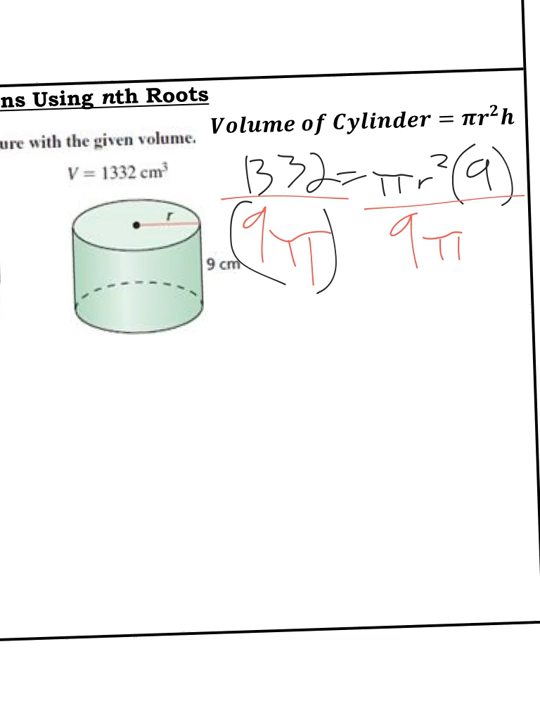 ns Using nth Roots
ure with the given volume.
Volume of Cylinder = πr²h
V = 1332 cm³
1332 = πr²(9)
(9π) 9π
r
9 cm